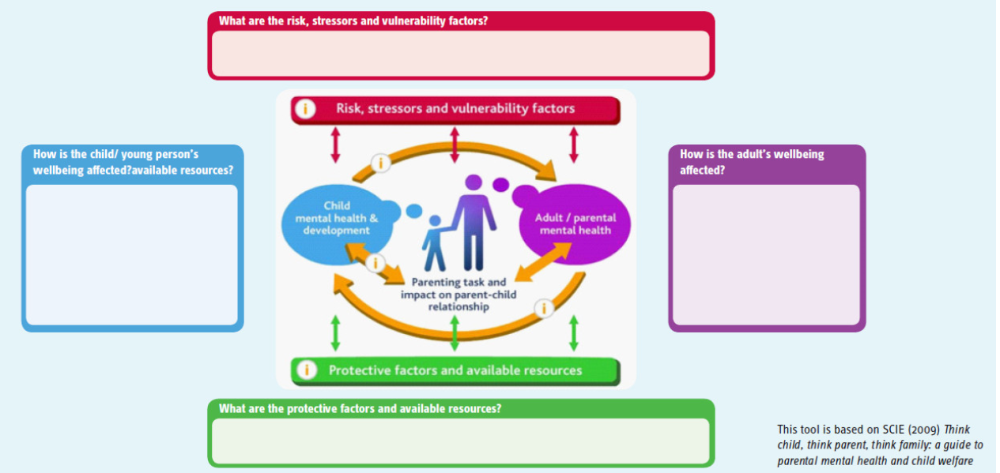 What are the risk, stressors and vulnerability factors?
i Risk, stressors and vulnerability factors
How is the child/ young person's
wellbeing affected?available resources?
How is the adult's wellbeing
affected?
i
Child
mental health &
development
Adult / parental
mental health
i
Parenting task and
impact on parent-child
relationship
i
i Protective factors and available resources
What are the protective factors and available resources?
This tool is based on SCIE (2009) Think
child, think parent, think family: a guide to
parental mental health and child welfare